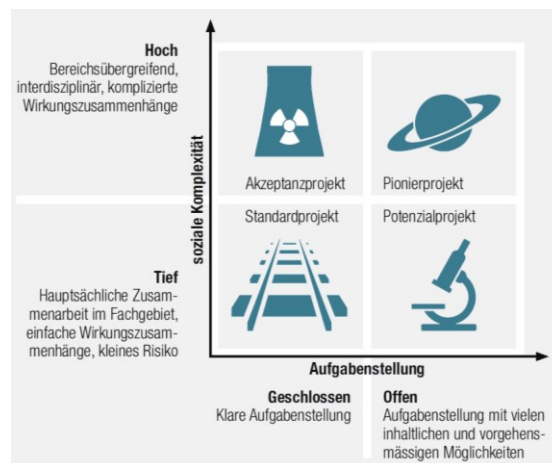 Hoch
Bereichsübergreifend,
interdisziplinär, komplizierte
Wirkungszusammenhänge
soziale Komplexität
Akzeptanzprojekt
Pionierprojekt
Standardprojekt
Potenzialprojekt
Tief
Hauptsächliche Zusam-
menarbeit im Fachgebiet,
einfache Wirkungszusam-
menhänge, kleines Risiko
Aufgabenstellung
Geschlossen
Klare Aufgabenstellung
Offen
Aufgabenstellung mit vielen
inhaltlichen und vorgehens-
mässigen Möglichkeiten